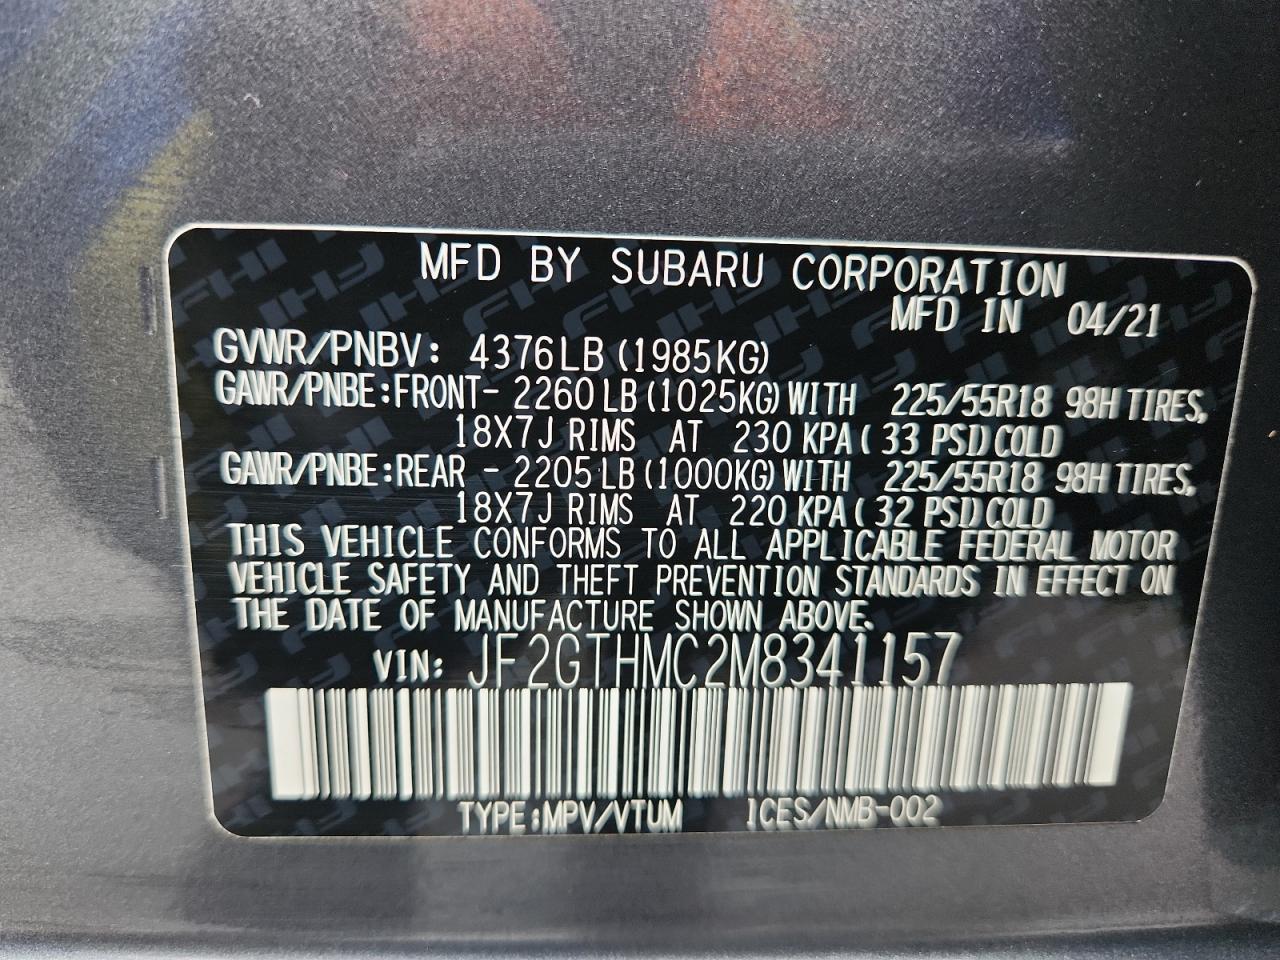 MFD BY SUBARU CORPORATION
MFD IN 04/21
GVWR/PNBV: 4376LB (1985KG)
GAWR/PNBE:FRONT- 2260 LB (1025KG) WITH 225/55R18 98H TIRES,
18X7J RIMS AT 230 KPA ( 33 PSI) COLD
GAWR/PNBE:REAR - 2205 LB (1000KG) WITH 225/55R18 98H TIRES,
18X7J RIMS AT 220 KPA ( 32 PSI) COLD
THIS VEHICLE CONFORMS TO ALL APPLICABLE FEDERAL MOTOR
VEHICLE SAFETY AND THEFT PREVENTION STANDARDS IN EFFECT ON
THE DATE OF MANUFACTURE SHOWN ABOVE.
VIN: JF2GTHMC2M8341157
TYPE:MPV/VTUM ICES/NMB-002